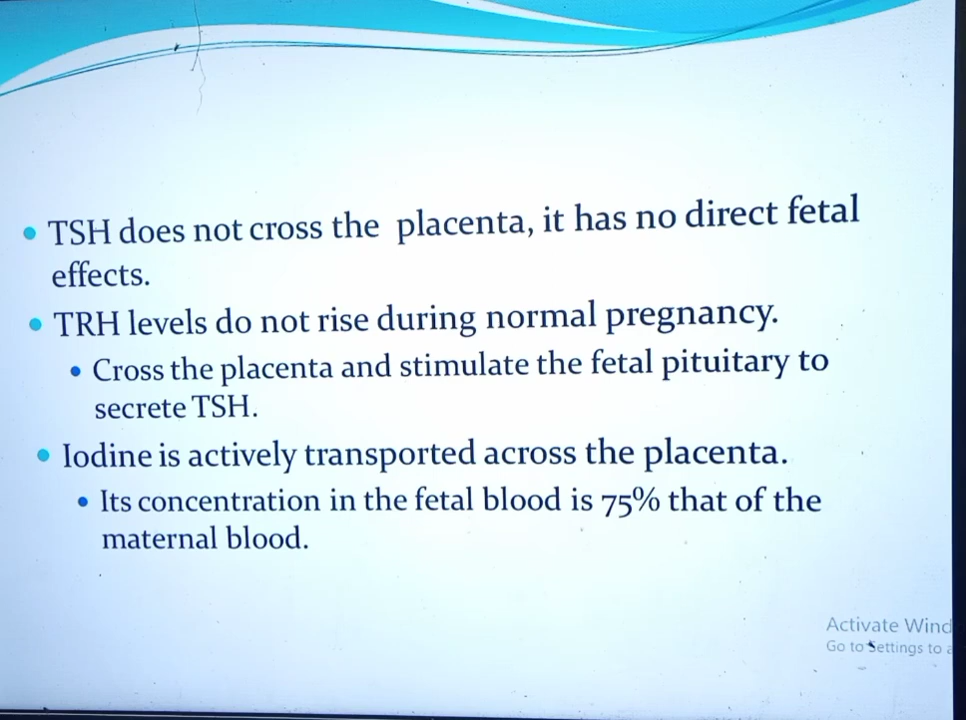 • TSH does not cross the placenta, it has no direct fetal
effects.
• TRH levels do not rise during normal pregnancy.
• Cross the placenta and stimulate the fetal pituitary to
secrete TSH.
• Iodine is actively transported across the placenta.
• Its concentration in the fetal blood is 75% that of the
maternal blood.
Activate Wind
Go to Settings to a